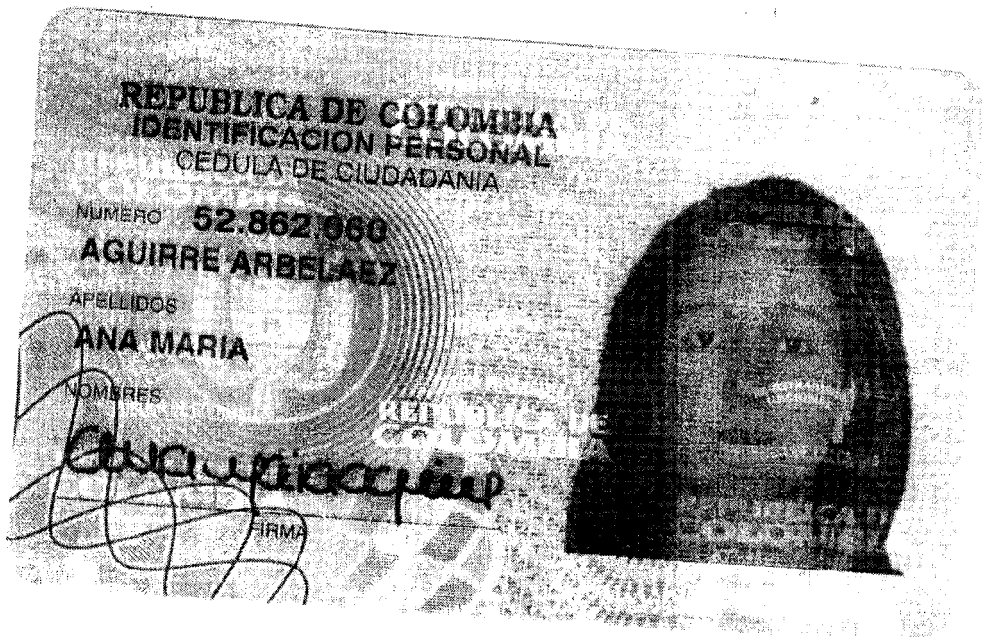 REPUBLICA DE COLOMBIA
IDENTIFICACION PERSONAL
CEDULA DE CIUDADANIA
NUMERO 52.862.060
AGUIRRE ARBELAEZ
APELLIDOS
ANA MARIA
NOMBRES
REPUBLICA DE
COLOMBIA
FIRMA